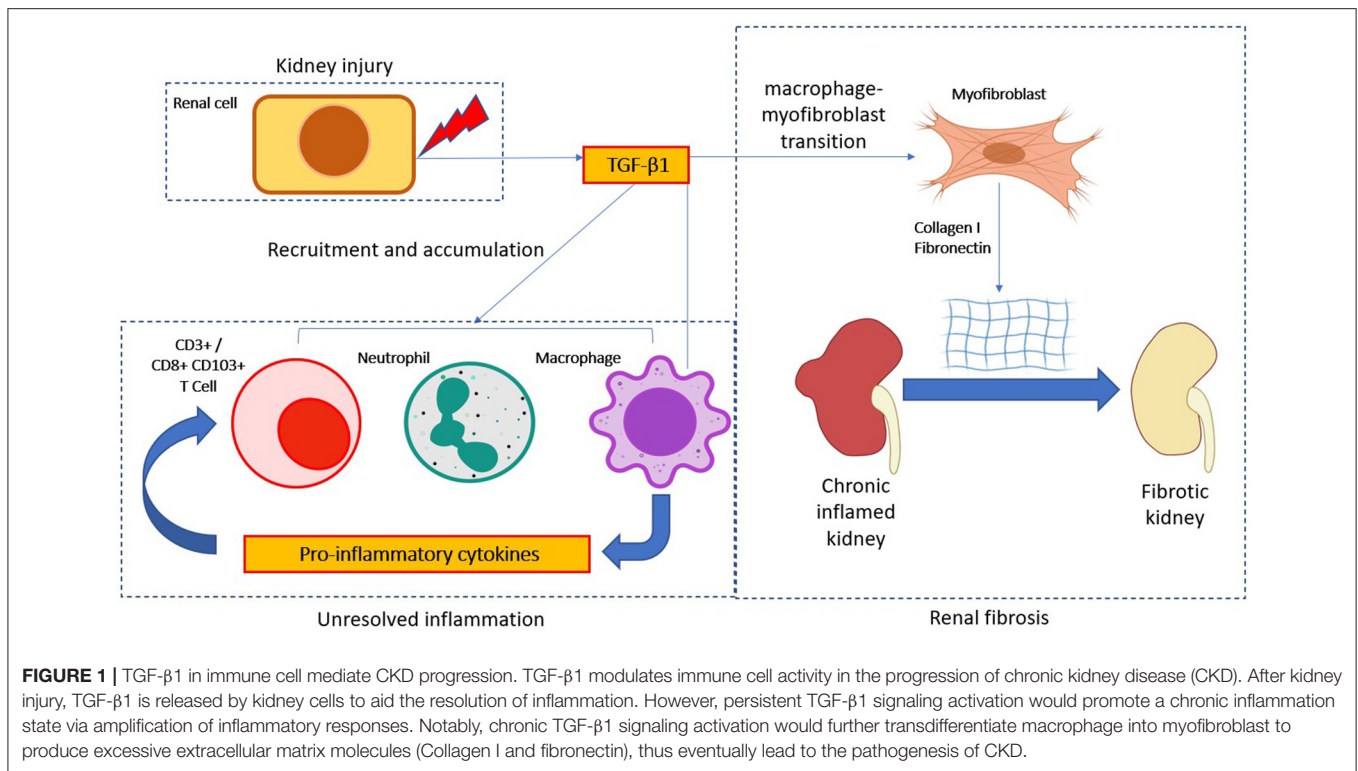 Kidney injury
Renal cell
TGF-β1
macrophage-
myofibroblast
transition
Myofibroblast
Collagen I
Fibronectin
Recruitment and accumulation
CD3+ /
CD8+ CD103+
T Cell
Neutrophil
Macrophage
Pro-inflammatory cytokines
Unresolved inflammation
Chronic
inflamed
kidney
Fibrotic
kidney
Renal fibrosis
FIGURE 1 | TGF-β1 in immune cell mediate CKD progression. TGF-β1 modulates immune cell activity in the progression of chronic kidney disease (CKD). After kidney
injury, TGF-β1 is released by kidney cells to aid the resolution of inflammation. However, persistent TGF-β1 signaling activation would promote a chronic inflammation
state via amplification of inflammatory responses. Notably, chronic TGF-β1 signaling activation would further transdifferentiate macrophage into myofibroblast to
produce excessive extracellular matrix molecules (Collagen I and fibronectin), thus eventually lead to the pathogenesis of CKD.